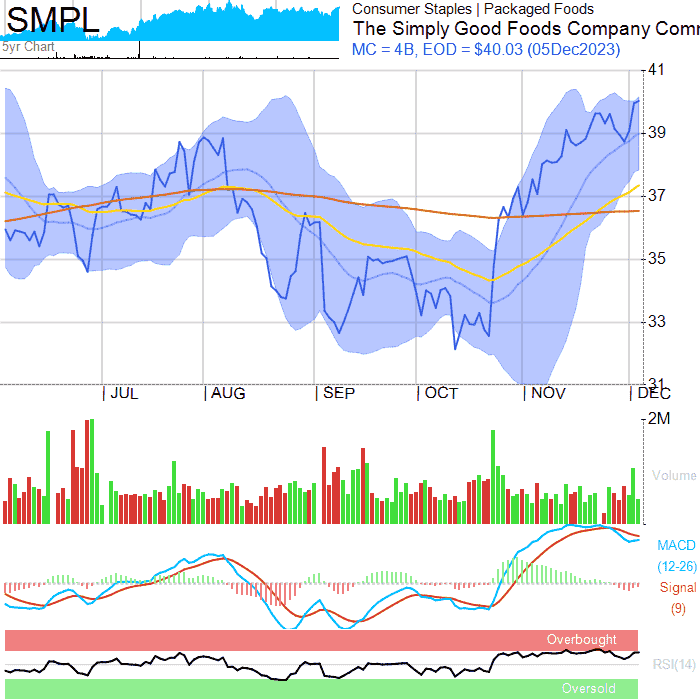 SMPL
5yr Chart
Consumer Staples | Packaged Foods
The Simply Good Foods Company Comm
MC = 4B, EOD = $40.03 (05Dec2023)
41
39
37
35
33
31
JUL
AUG
SEP
OCT
NOV
DEC
2M
Volume
MACD
(12-26)
Signal
(9)
Overbought
RSI(14)
Oversold